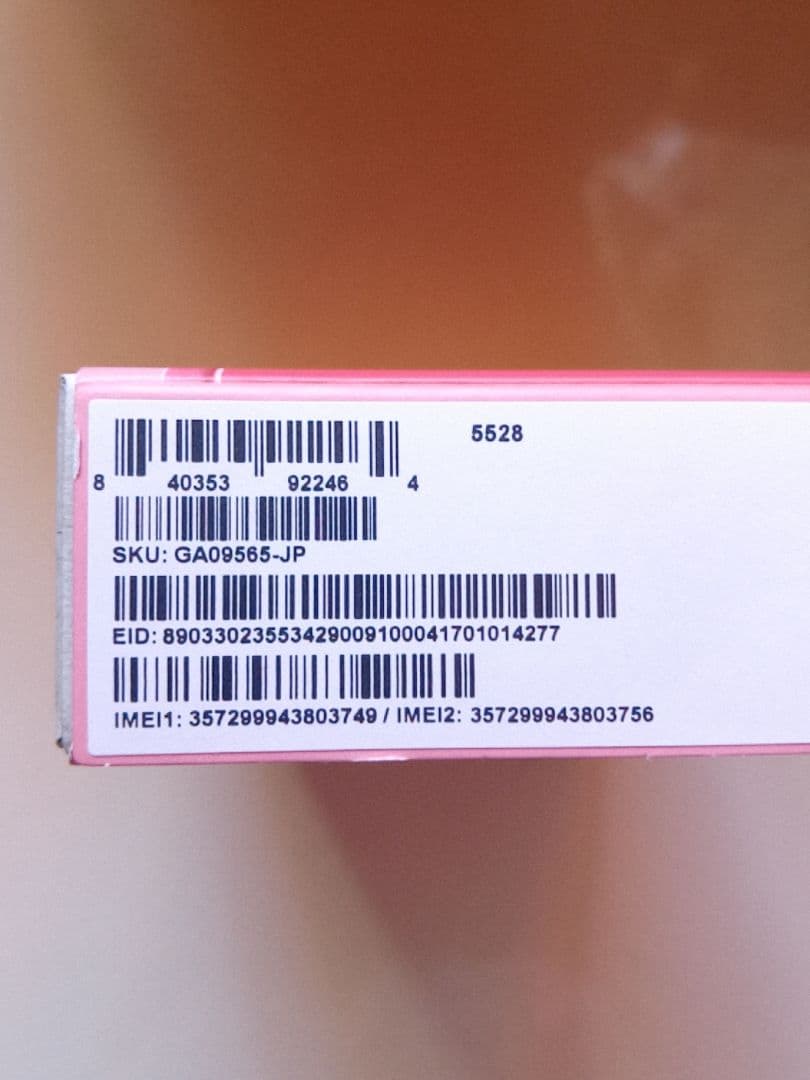 5528
8 40353 92246 4
SKU: GA09565-JP
EID: 89033023553429009100041701014277
IMEI1: 357299943803749 / IMEI2: 357299943803756